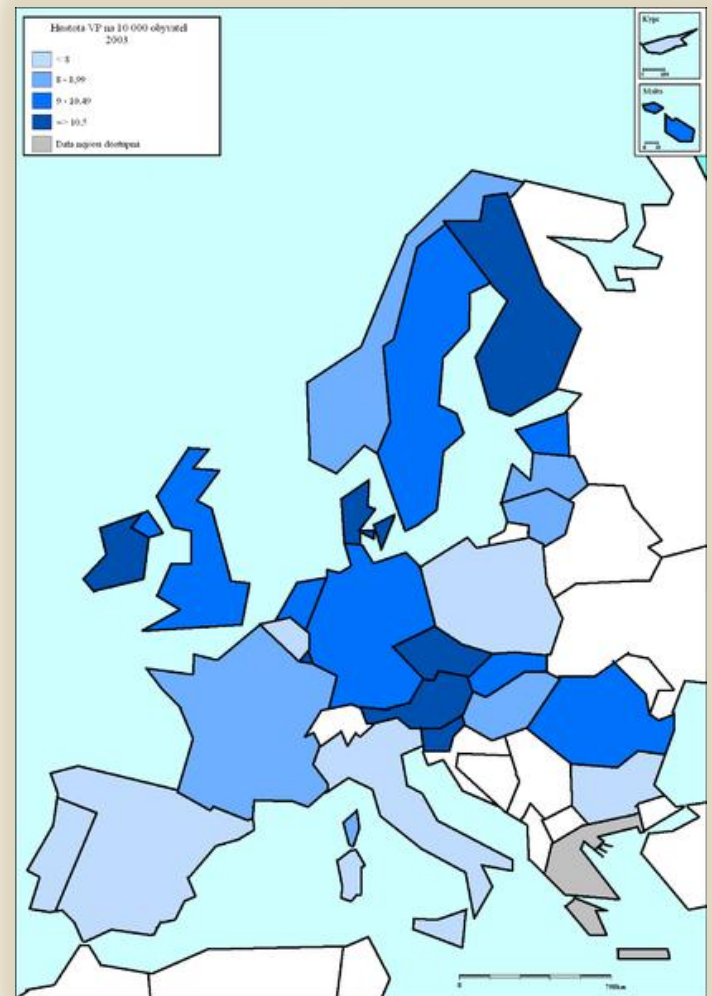 Hustota VP na 10 000 obyvatel
2003
< 8
8 - 8,99
9 - 10,49
=> 10,5
Data nejsou dostupná
Kypr
Malta
0
700km